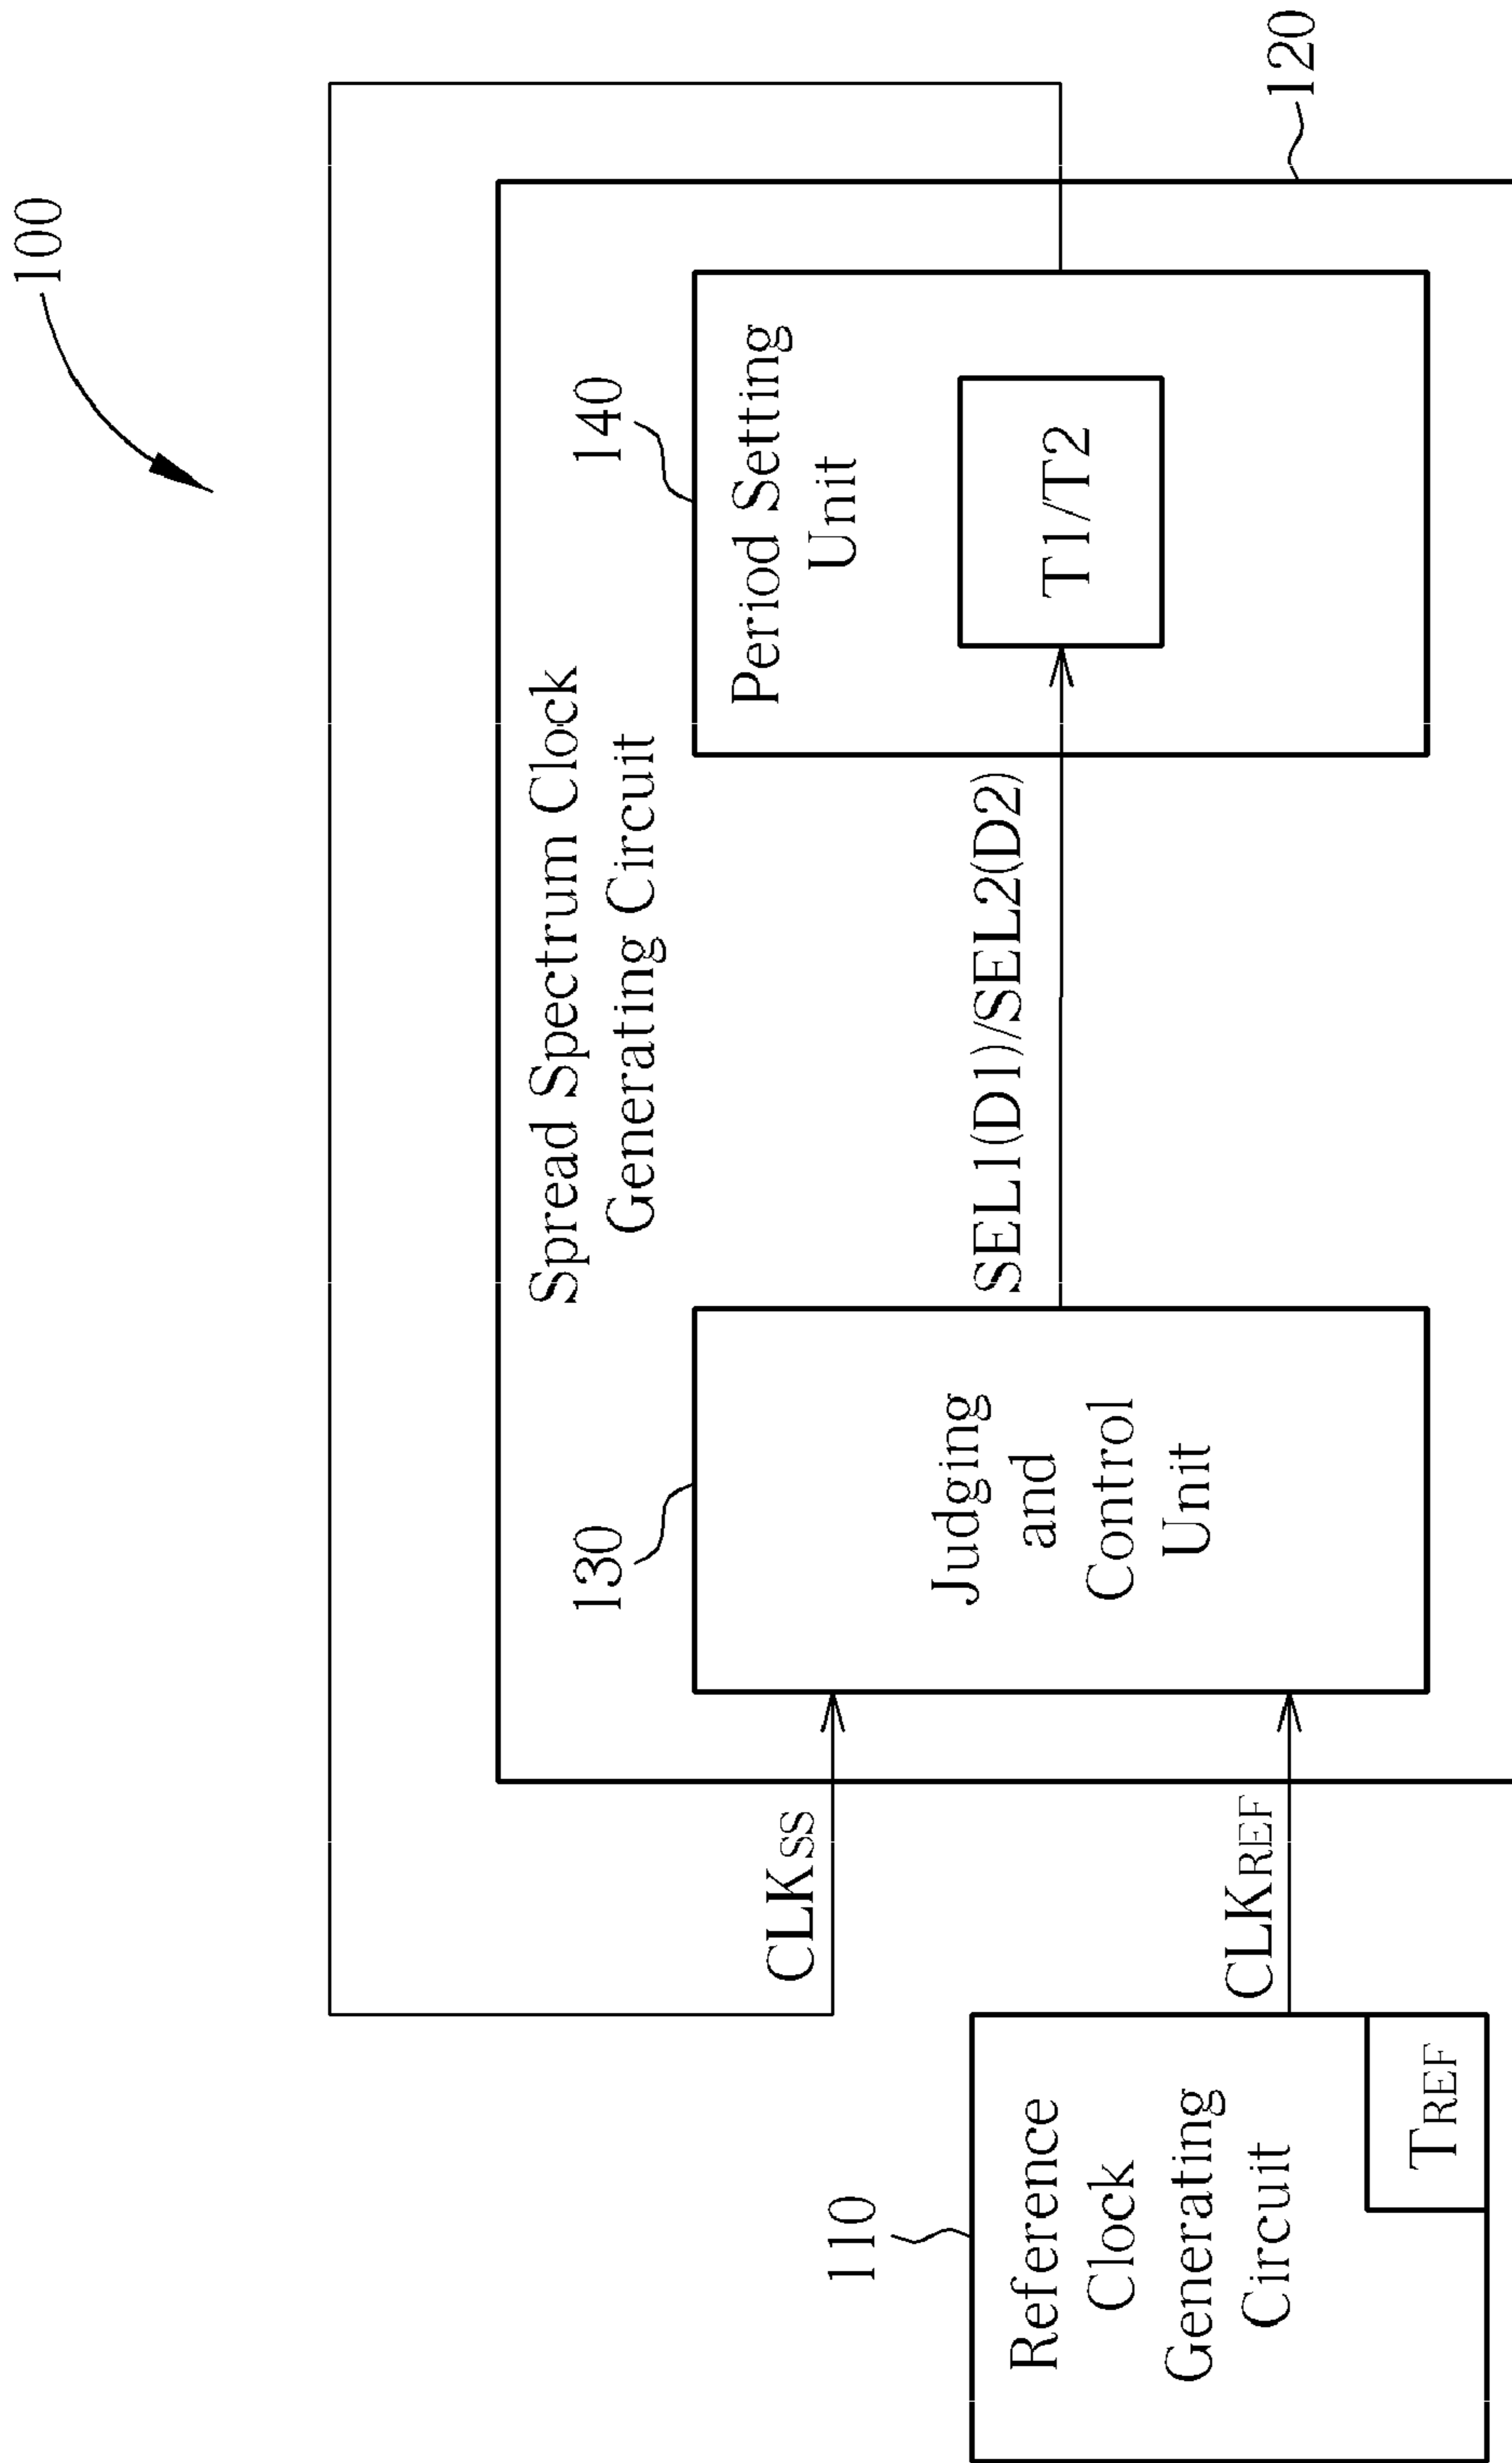 100
120
Spread Spectrum Clock
Generating Circuit
130
Judging
and
Control
Unit
140
Period Setting
Unit
T1/T2
SEL1(D1)/SEL2(D2)
CLKSS
CLKREF
110
Reference
Clock
Generating
Circuit
TREF